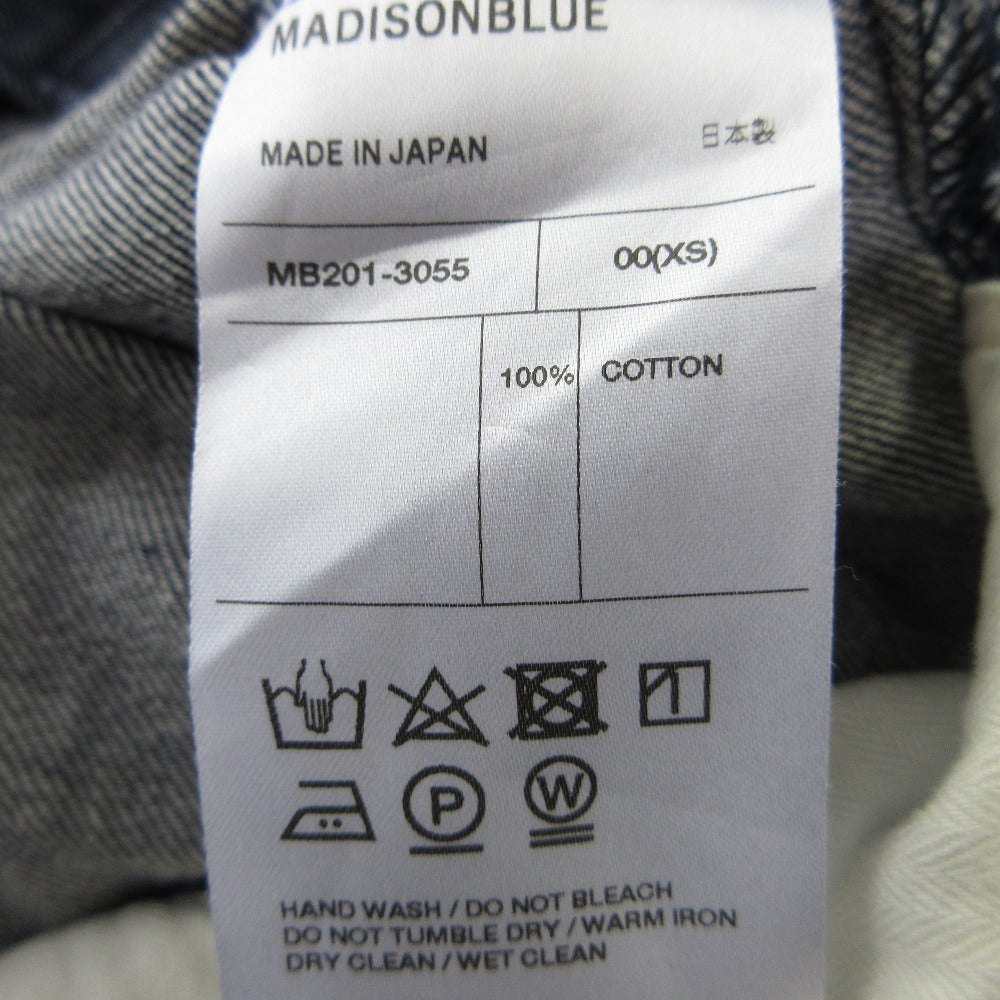 MADISONBLUE
MADE IN JAPAN 日本製
MB201-3055 00(XS)
100% COTTON
P W
HAND WASH / DO NOT BLEACH
DO NOT TUMBLE DRY / WARM IRON
DRY CLEAN / WET CLEAN